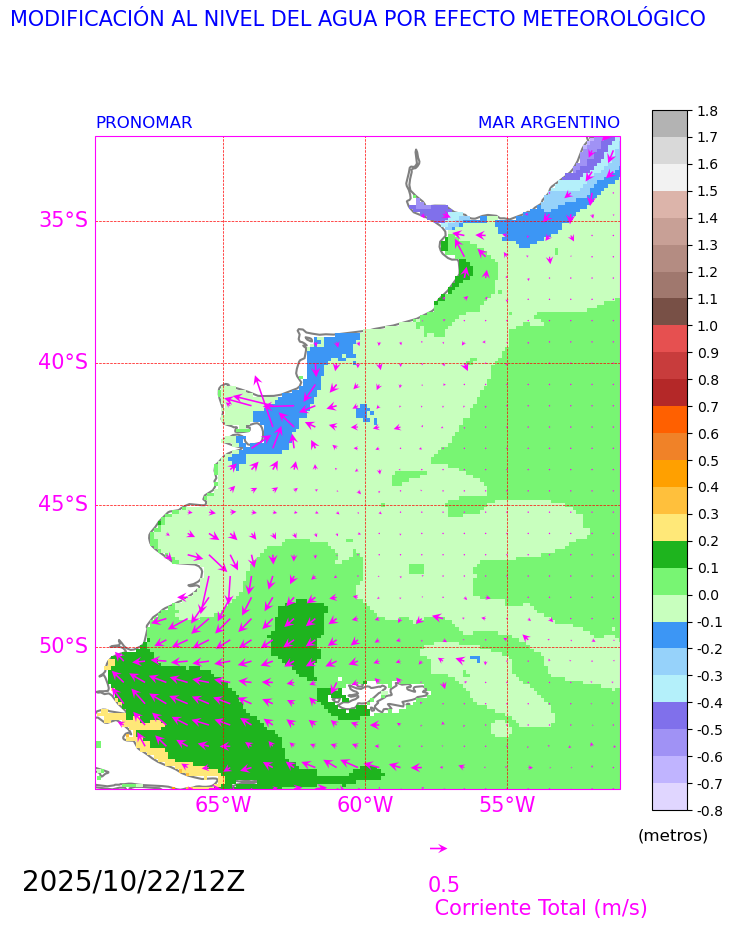 MODIFICACIÓN AL NIVEL DEL AGUA POR EFECTO METEOROLÓGICO
PRONOMAR MAR ARGENTINO
35°S
40°S
45°S
50°S
65°W 60°W 55°W
1.8
1.7
1.6
1.5
1.4
1.3
1.2
1.1
1.0
0.9
0.8
0.7
0.6
0.5
0.4
0.3
0.2
0.1
0.0
-0.1
-0.2
-0.3
-0.4
-0.5
-0.6
-0.7
-0.8
(metros)
2025/10/22/12Z
0.5
Corriente Total (m/s)